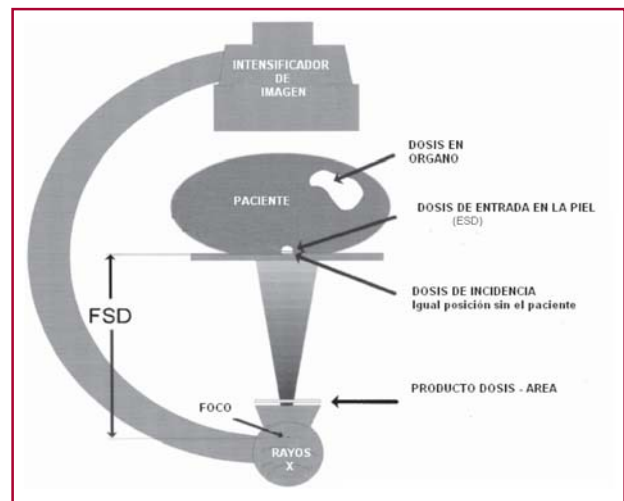 INTENSIFICADOR
DE
IMAGEN
DOSIS EN
ORGANO
PACIENTE
DOSIS DE ENTRADA EN LA PIEL
(ESD)
DOSIS DE INCIDENCIA
Igual posición sin el paciente
FSD
PRODUCTO DOSIS - AREA
FOCO
RAYOS
X